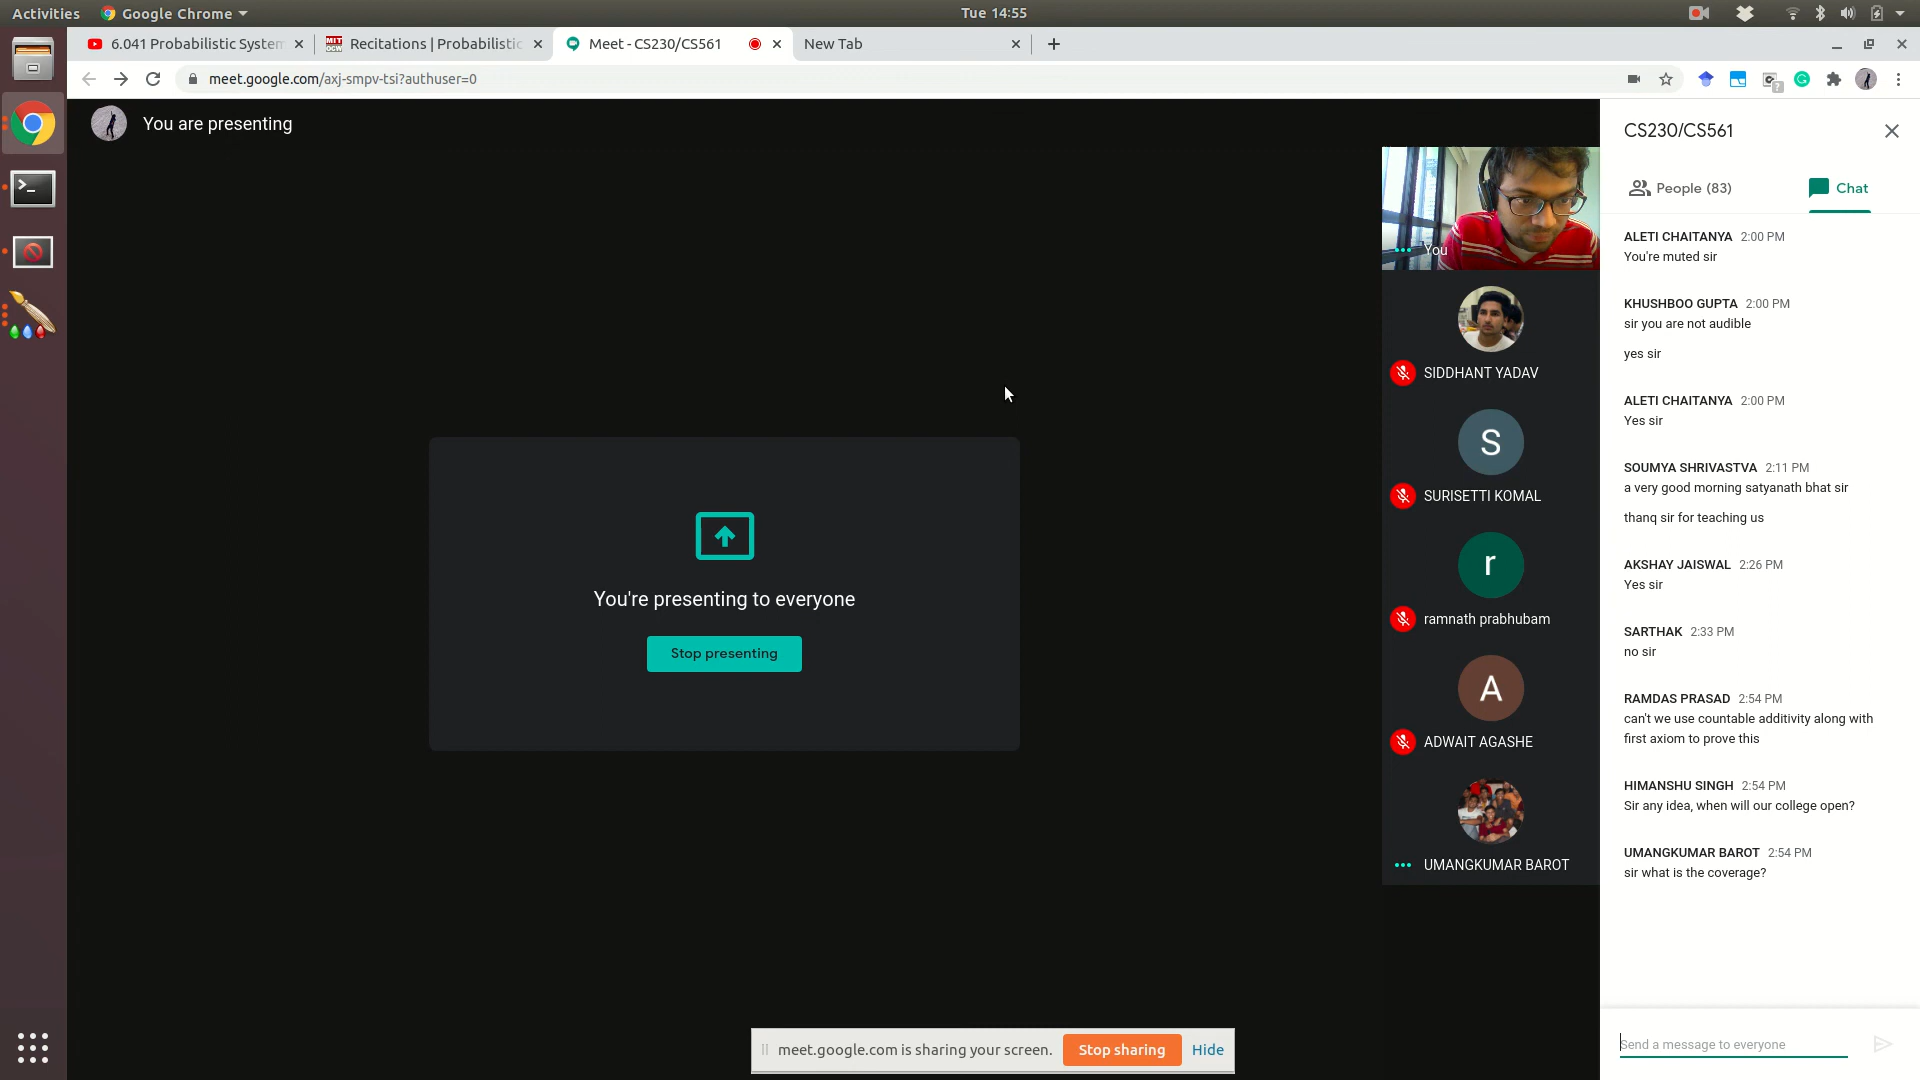 Activities
Google Chrome
Tue 14:55
6.041 Probabilistic System
Recitations | Probabilistic
Meet - CS230/CS561
New Tab
meet.google.com/axj-smpv-tsi?authuser=0
You are presenting
You're presenting to everyone
Stop presenting
You
SIDDHANT YADAV
S
SURISETTI KOMAL
r
ramnath prabhubam
A
ADWAIT AGASHE
UMANGKUMAR BAROT
CS230/CS561
People (83)
Chat
ALETI CHAITANYA 2:00 PM
You're muted sir
KHUSHBOO GUPTA 2:00 PM
sir you are not audible
yes sir
ALETI CHAITANYA 2:00 PM
Yes sir
SOUMYA SHRIVASTVA 2:11 PM
a very good morning satyanath bhat sir
thanq sir for teaching us
AKSHAY JAISWAL 2:26 PM
Yes sir
SARTHAK 2:33 PM
no sir
RAMDAS PRASAD 2:54 PM
can't we use countable additivity along with
first axiom to prove this
HIMANSHU SINGH 2:54 PM
Sir any idea, when will our college open?
UMANGKUMAR BAROT 2:54 PM
sir what is the coverage?
Send a message to everyone
meet.google.com is sharing your screen.
Stop sharing
Hide